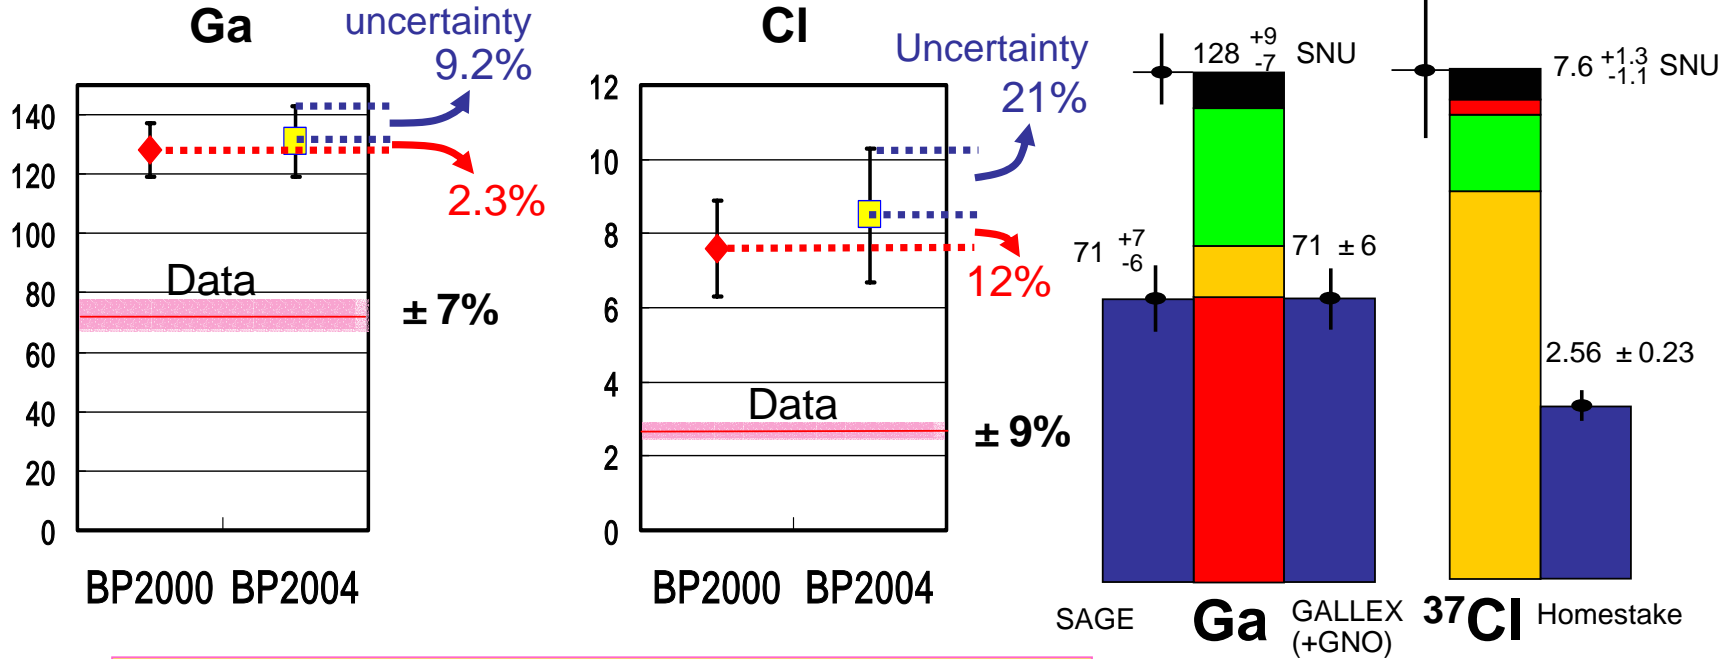 Ga
uncertainty
9.2%
2.3%
140
120
100
80
60
40
20
0
Data
± 7%
BP2000 BP2004
Cl
Uncertainty
21%
12%
12
10
8
6
4
2
0
Data
± 9%
BP2000 BP2004
128 +9 -7 SNU
71 +7 -6
71 ± 6
SAGE
Ga
GALLEX
(+GNO)
7.6 +1.3 -1.1 SNU
2.56 ± 0.23
37Cl
Homestake